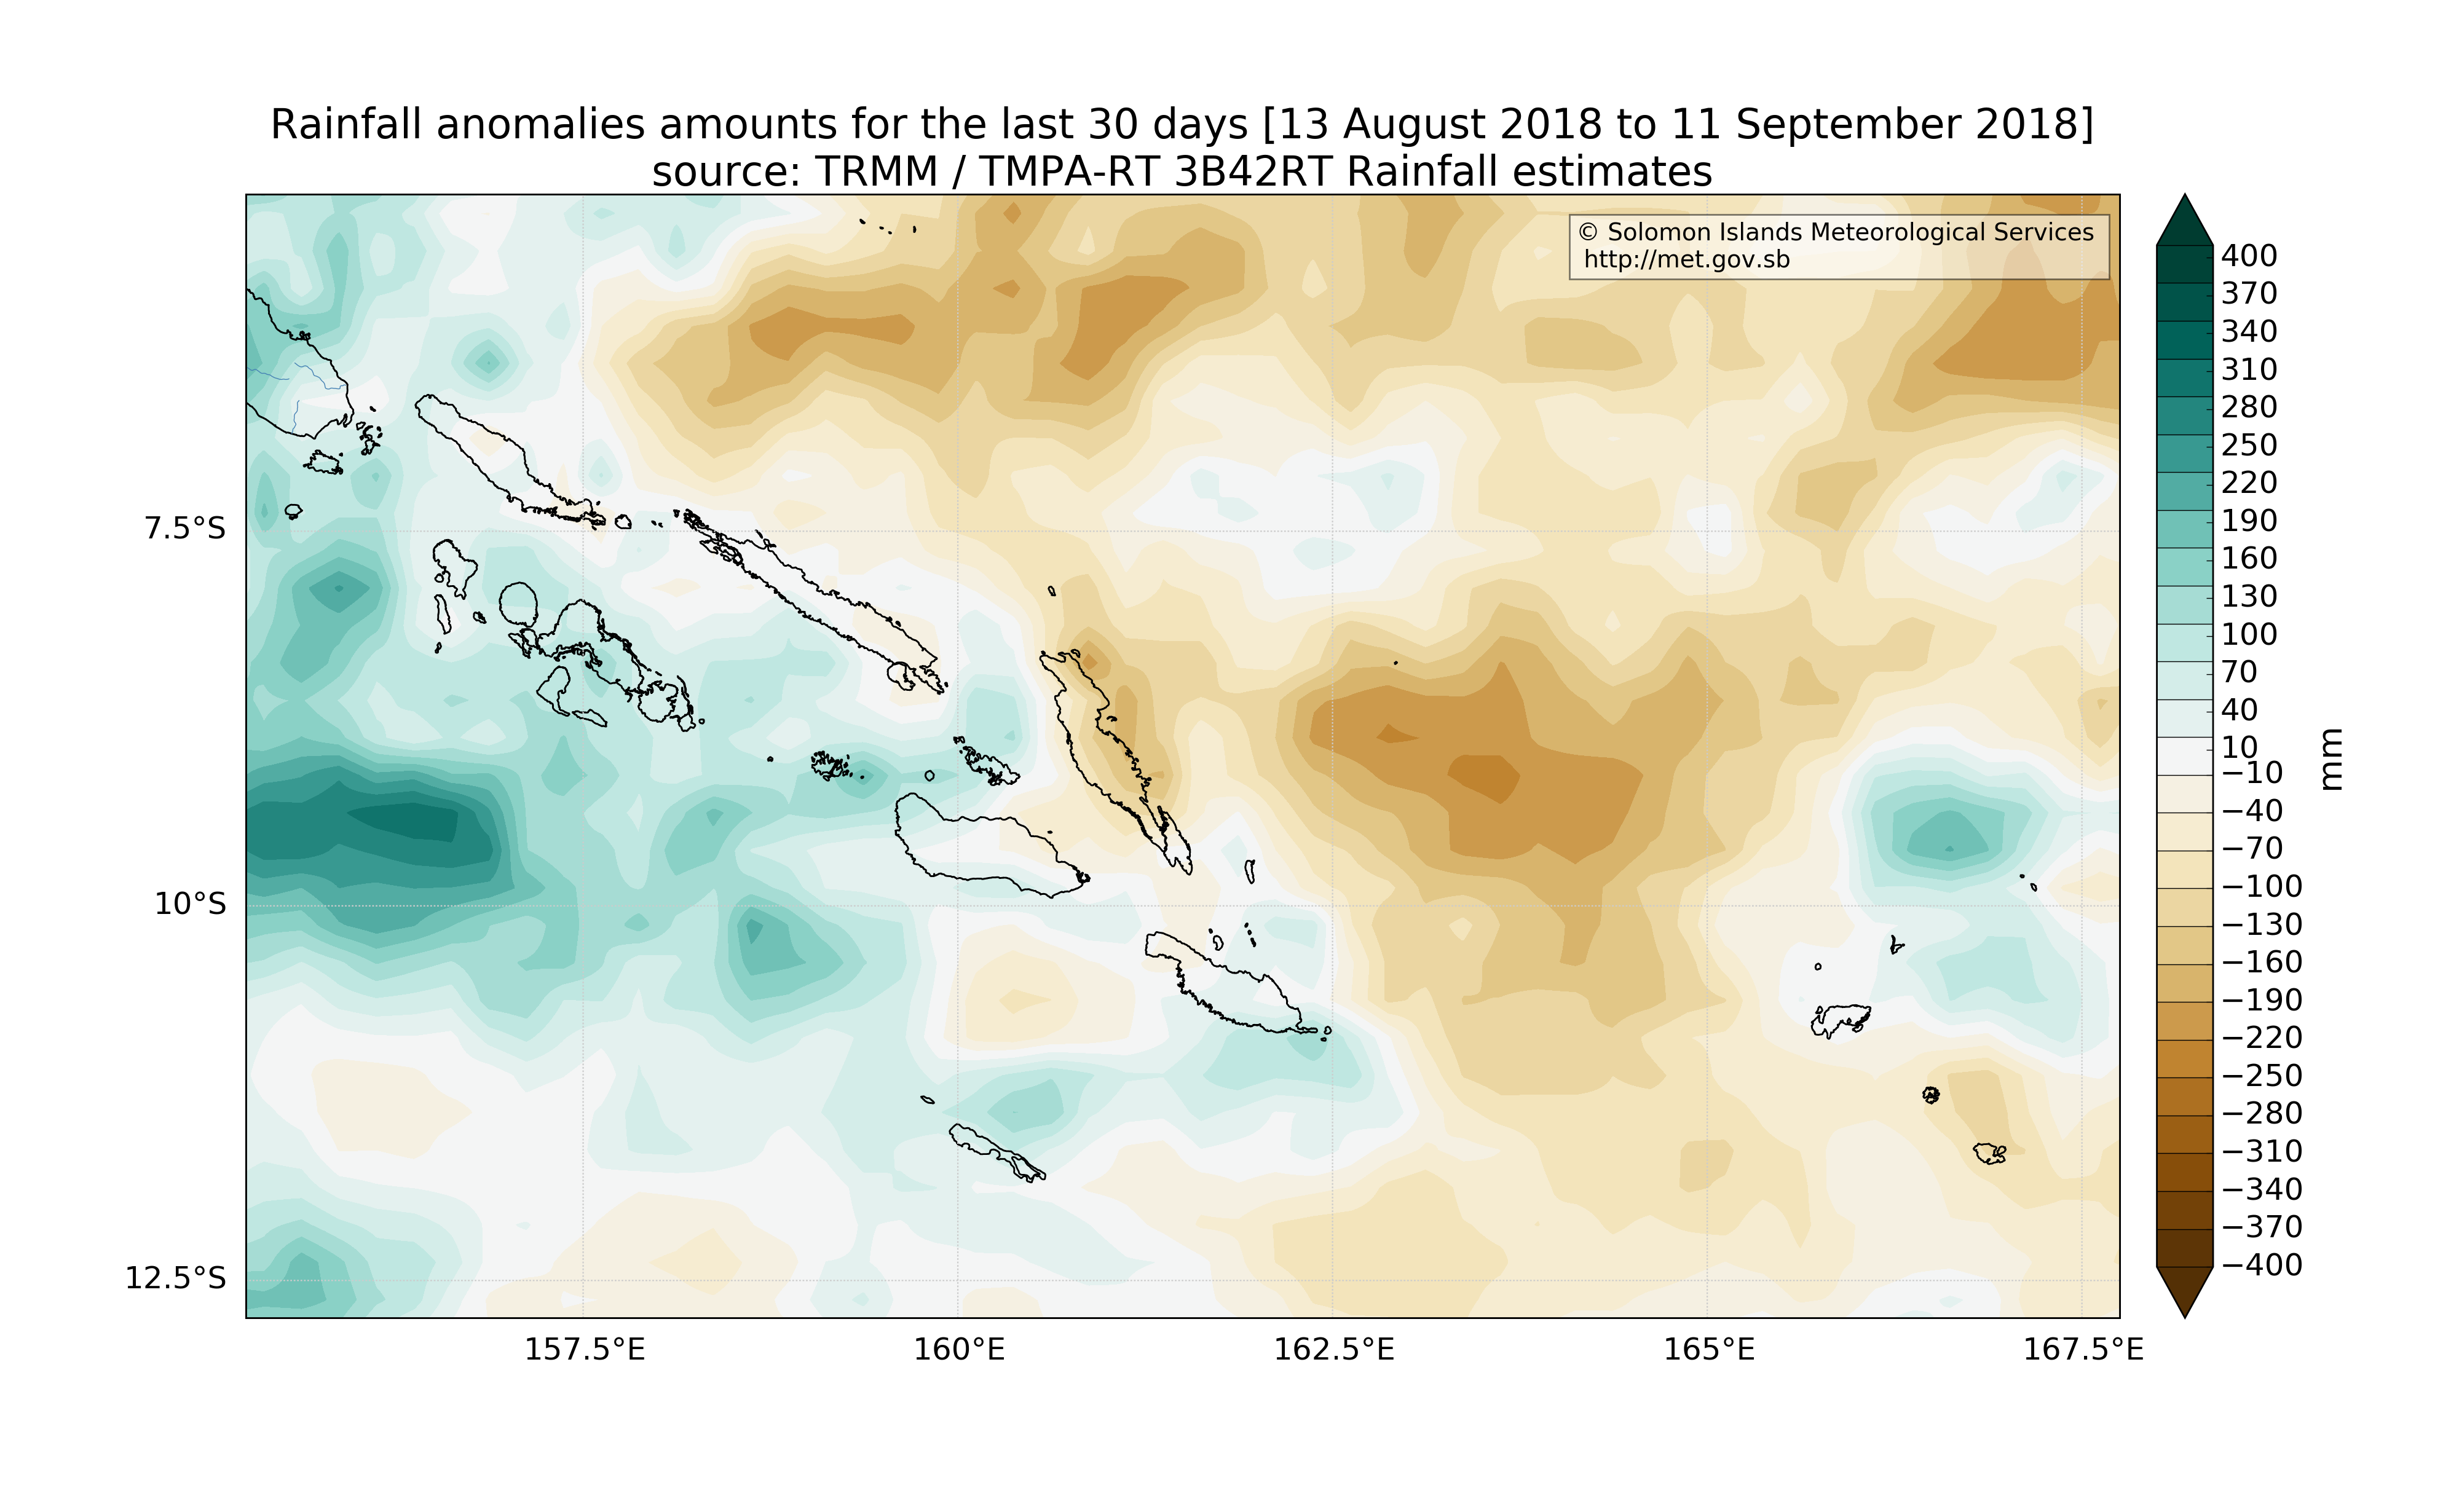 Rainfall anomalies amounts for the last 30 days [13 August 2018 to 11 September 2018]
source: TRMM / TMPA-RT 3B42RT Rainfall estimates
© Solomon Islands Meteorological Services
http://met.gov.sb
7.5°S
10°S
12.5°S
157.5°E
160°E
162.5°E
165°E
167.5°E
400
370
340
310
280
250
220
190
160
130
100
70
40
10
−10
−40
−70
−100
−130
−160
−190
−220
−250
−280
−310
−340
−370
−400
mm